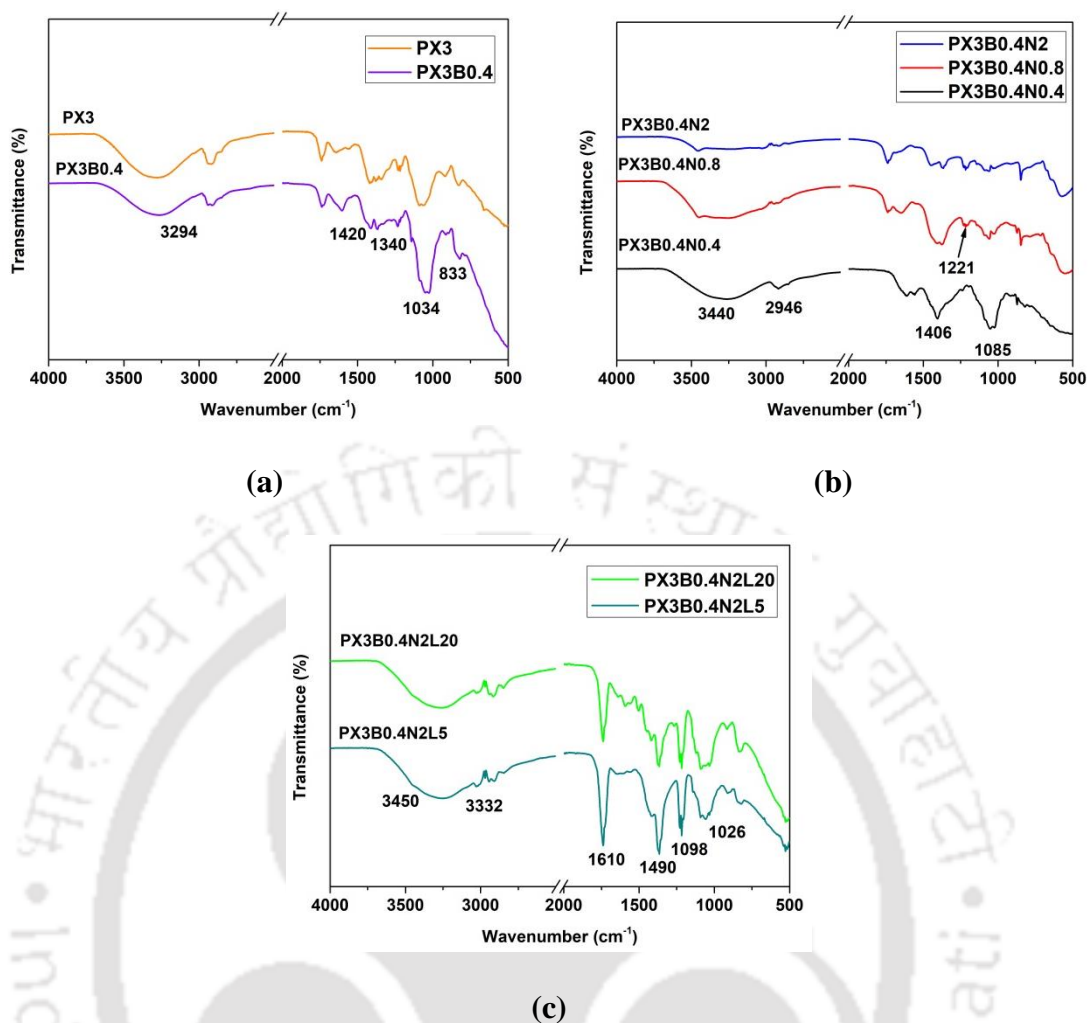 PX3
PX3B0.4
PX3
PX3B0.4
3294
1420
1340
1034
833
Transmittance (%)
4000 3500 3000 2000 1500 1000 500
Wavenumber (cm⁻¹)
(a)
PX3B0.4N2
PX3B0.4N0.8
PX3B0.4N0.4
PX3B0.4N2
PX3B0.4N0.8
PX3B0.4N0.4
1221
3440
2946
1406
1085
Transmittance (%)
4000 3500 3000 2000 1500 1000 500
Wavenumber (cm⁻¹)
(b)
PX3B0.4N2L20
PX3B0.4N2L5
PX3B0.4N2L20
PX3B0.4N2L5
3450
3332
1610
1490
1098
1026
Transmittance (%)
4000 3500 3000 2000 1500 1000 500
Wavenumber (cm⁻¹)
(c)